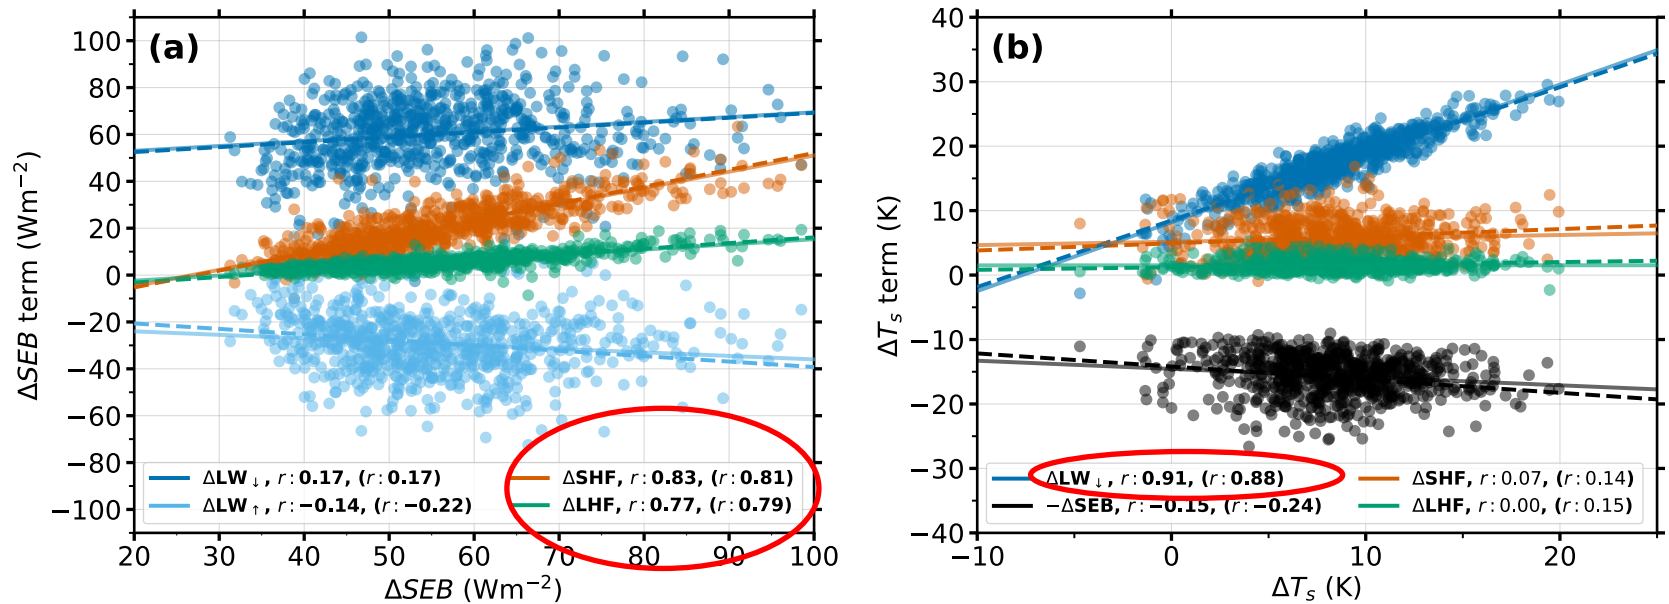 (a)
ΔSEB term (Wm⁻²)
100
80
60
40
20
0
−20
−40
−60
−80
−100
ΔLW↓, r: 0.17, (r: 0.17)
ΔLW↑, r: −0.14, (r: −0.22)
ΔSHF, r: 0.83, (r: 0.81)
ΔLHF, r: 0.77, (r: 0.79)
20 30 40 50 60 70 80 90 100
ΔSEB (Wm⁻²)
(b)
ΔTₛ term (K)
40
30
20
10
0
−10
−20
−30
−40
ΔLW↓, r: 0.91, (r: 0.88)
−ΔSEB, r: −0.15, (r: −0.24)
ΔSHF, r: 0.07, (r: 0.14)
ΔLHF, r: 0.00, (r: 0.15)
−10 0 10 20
ΔTₛ (K)